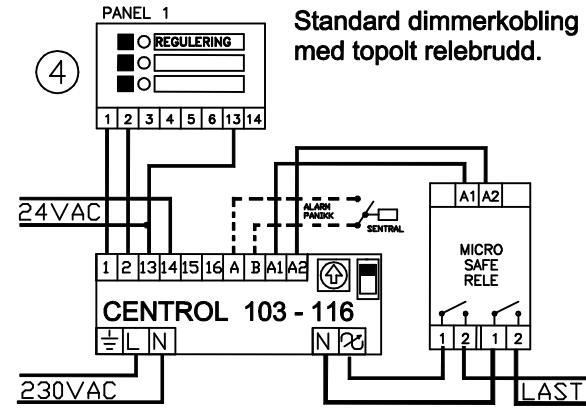 PANEL 1
Standard dimmerkobling
med topolt relebrudd.
4
REGULERING
1 2 3 4 5 6 13 14
24VAC
ALARM
PANIKK
SENTRAL
A1 A2
MICRO
SAFE
RELE
1 2 13 14 15 16 A B A1 A2
CENTROL 103 - 116
L N
N
1 2 1 2
230VAC
LAST